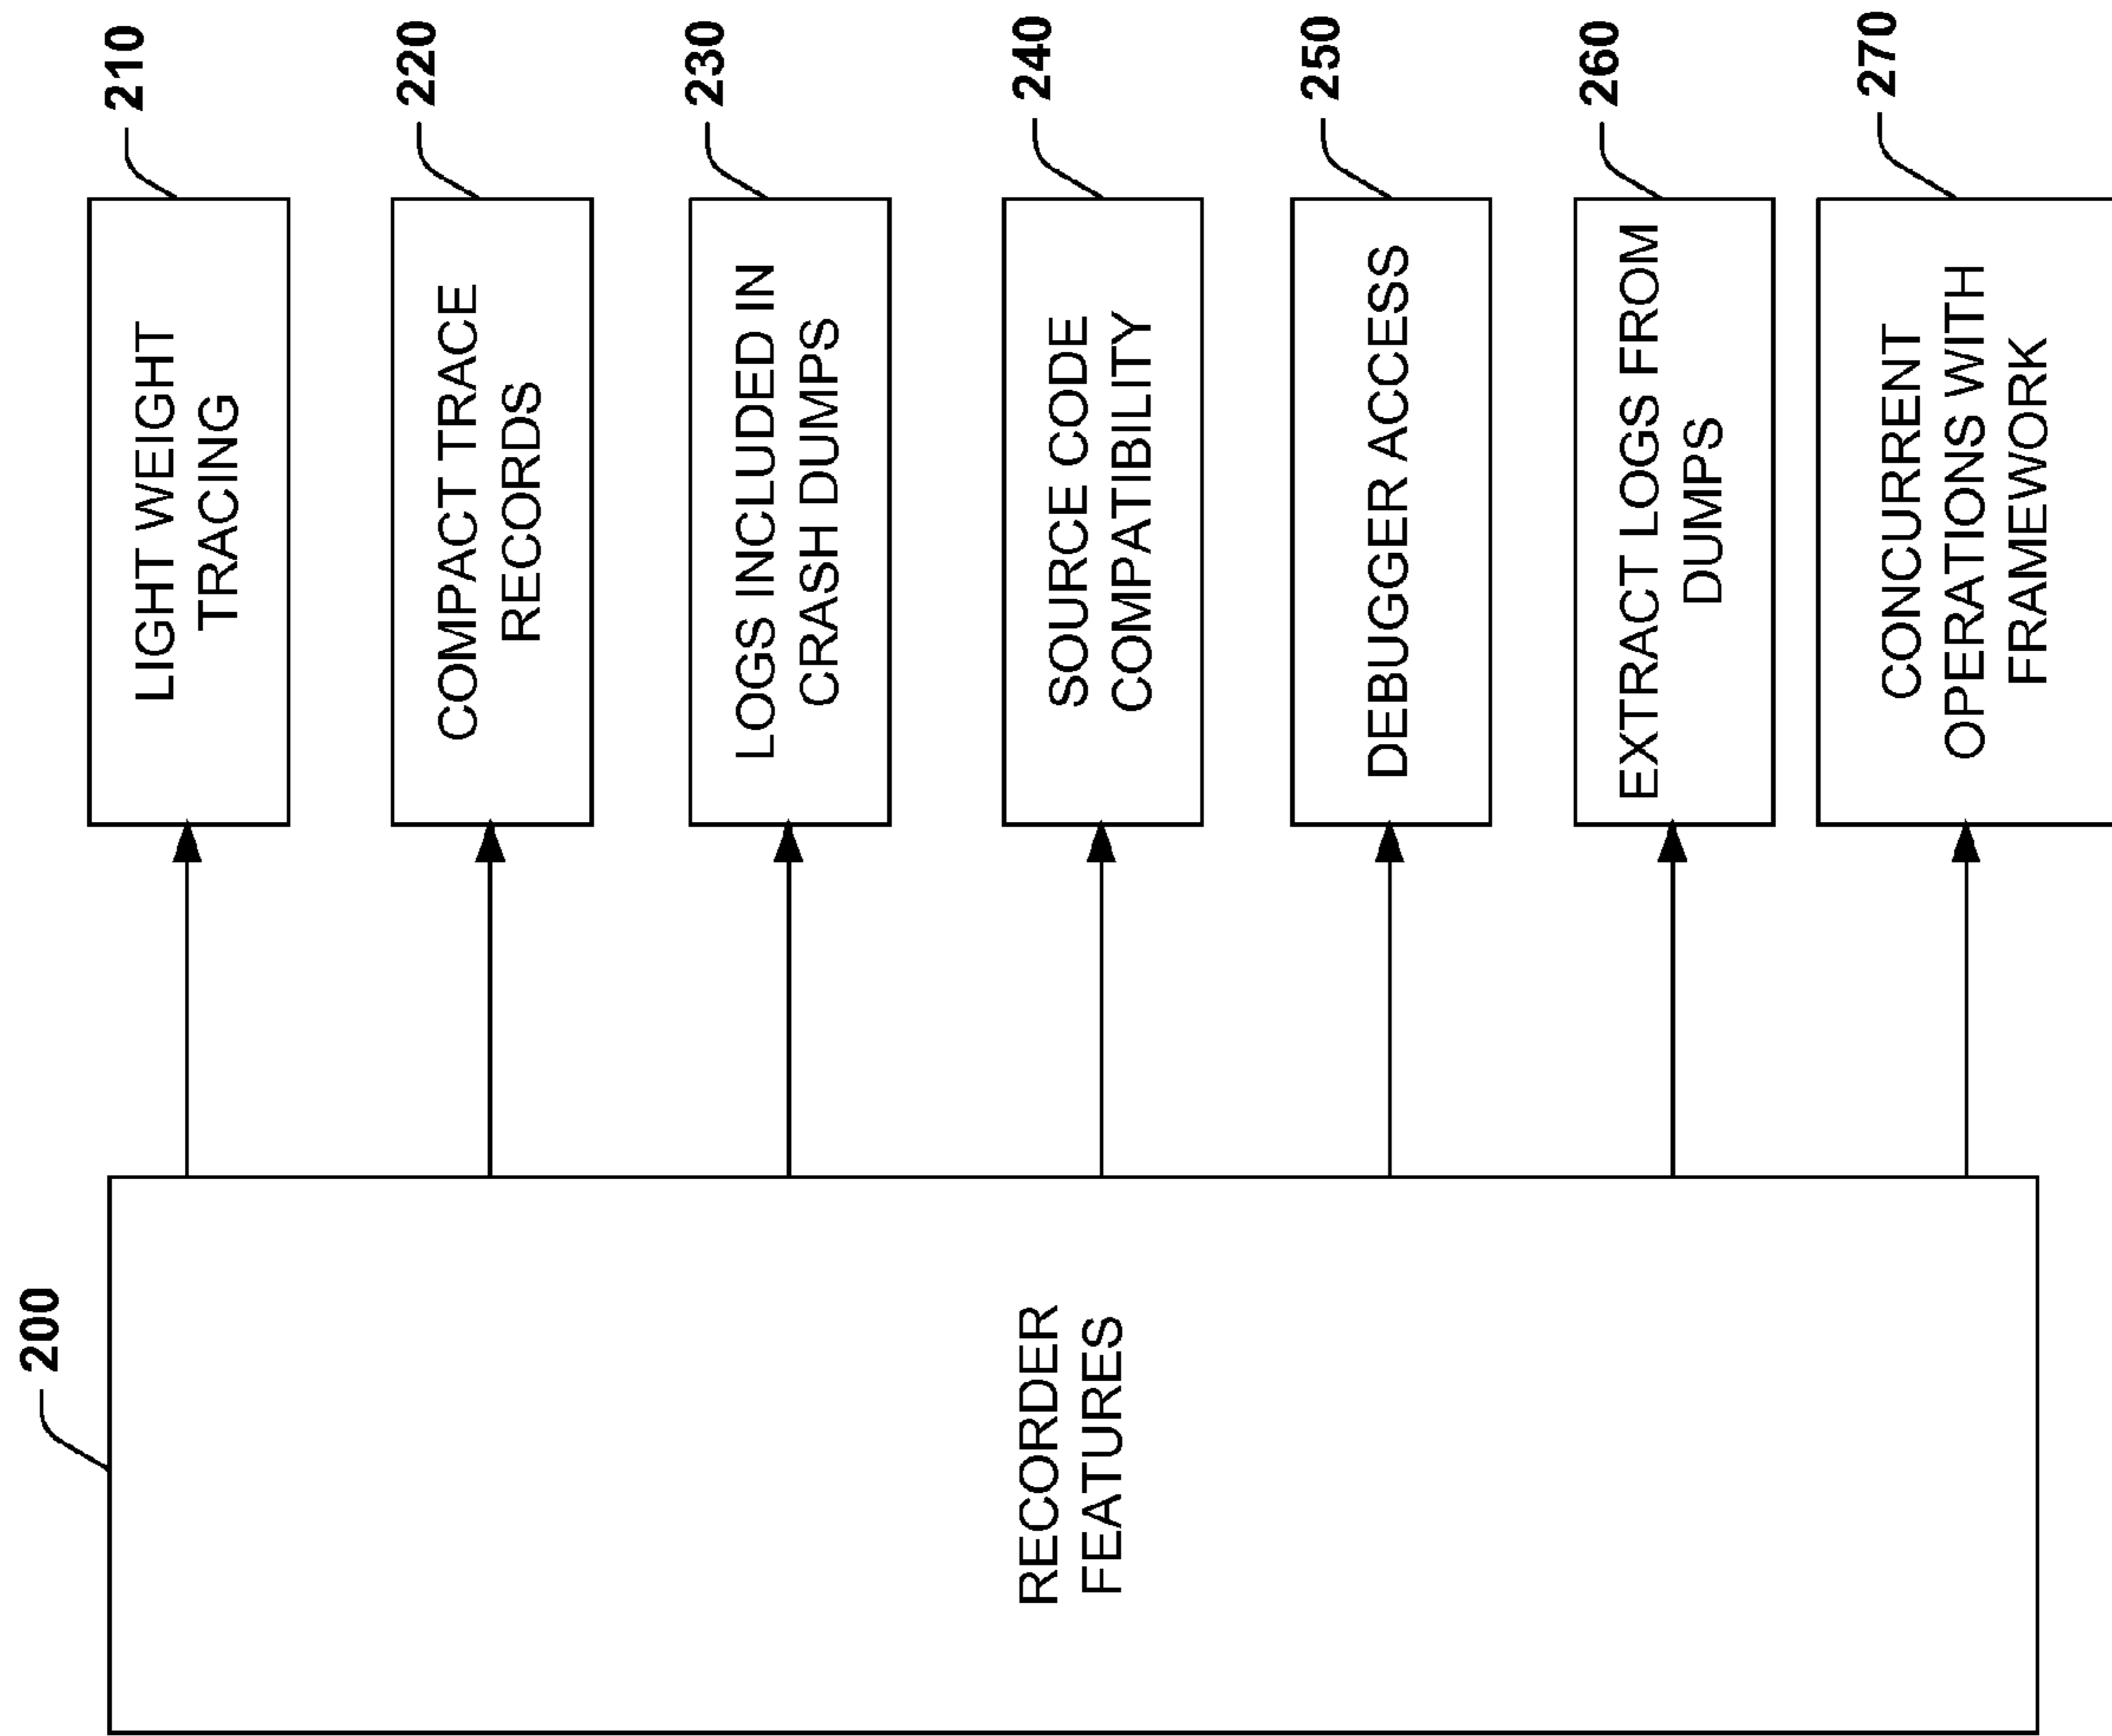 200
RECORDER
FEATURES
210
LIGHT WEIGHT
TRACING
220
COMPACT TRACE
RECORDS
230
LOGS INCLUDED IN
CRASH DUMPS
240
SOURCE CODE
COMPATIBILITY
250
DEBUGGER ACCESS
260
EXTRACT LOGS FROM
DUMPS
270
CONCURRENT
OPERATIONS WITH
FRAMEWORK